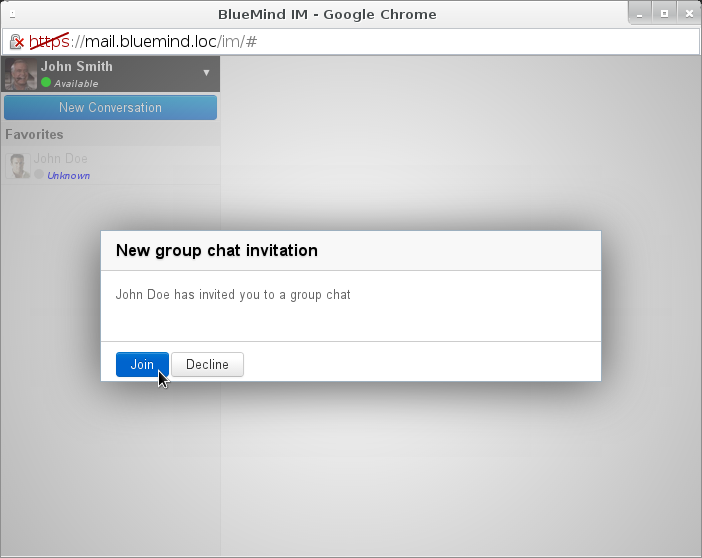 BlueMind IM - Google Chrome
https://mail.bluemind.loc/im/#
John Smith
Available
New Conversation
Favorites
John Doe
Unknown
New group chat invitation
John Doe has invited you to a group chat
Join Decline